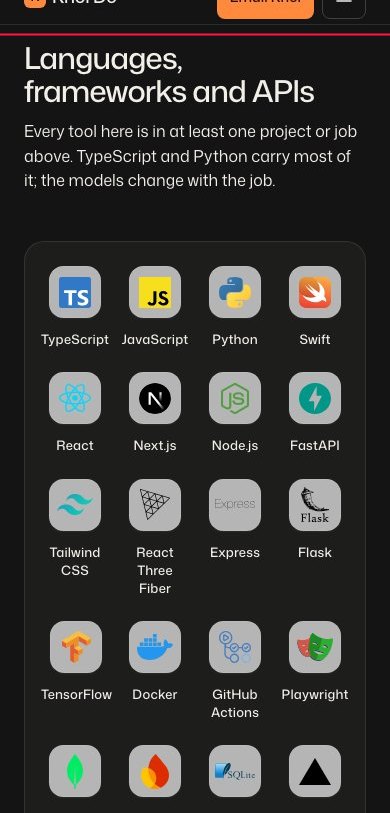 Languages,
frameworks and APIs
Every tool here is in at least one project or job
above. TypeScript and Python carry most of
it; the models change with the job.
TS JS
TypeScript JavaScript Python Swift
N JS
React Next.js Node.js FastAPI
Express Flask
Tailwind
CSS
React
Three
Fiber
Express
Flask
TensorFlow
Docker
GitHub
Actions
Playwright
SQLite